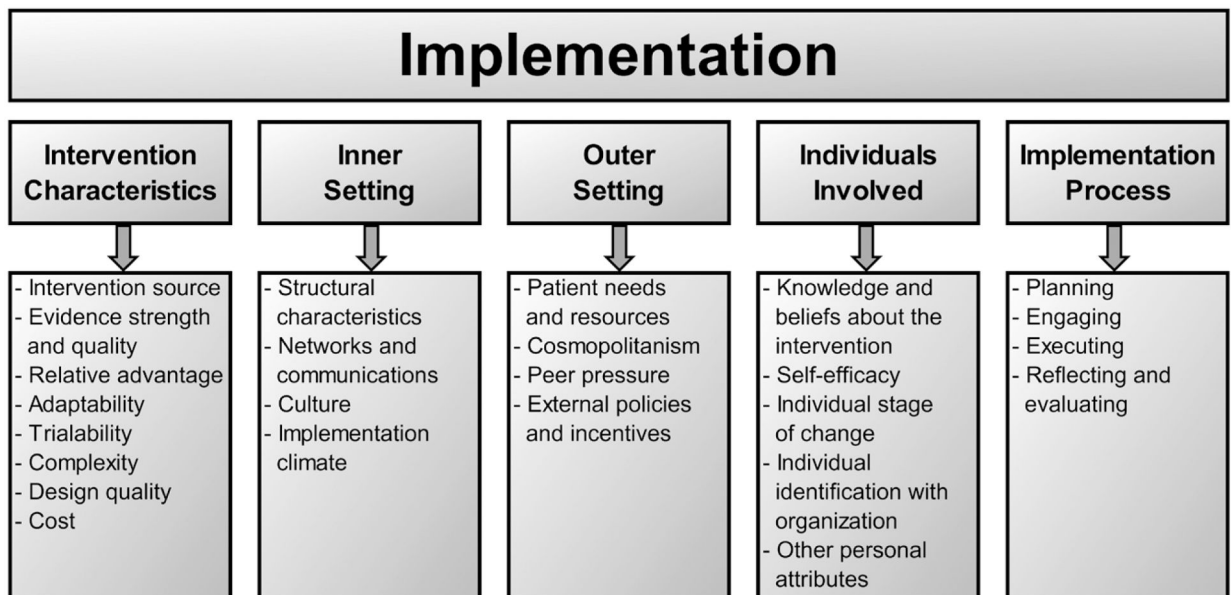 Implementation
Intervention
Characteristics
- Intervention source
- Evidence strength
and quality
- Relative advantage
- Adaptability
- Trialability
- Complexity
- Design quality
- Cost
Inner
Setting
- Structural
characteristics
- Networks and
communications
- Culture
- Implementation
climate
Outer
Setting
- Patient needs
and resources
- Cosmopolitanism
- Peer pressure
- External policies
and incentives
Individuals
Involved
- Knowledge and
beliefs about the
intervention
- Self-efficacy
- Individual stage
of change
- Individual
identification with
organization
- Other personal
attributes
Implementation
Process
- Planning
- Engaging
- Executing
- Reflecting and
evaluating